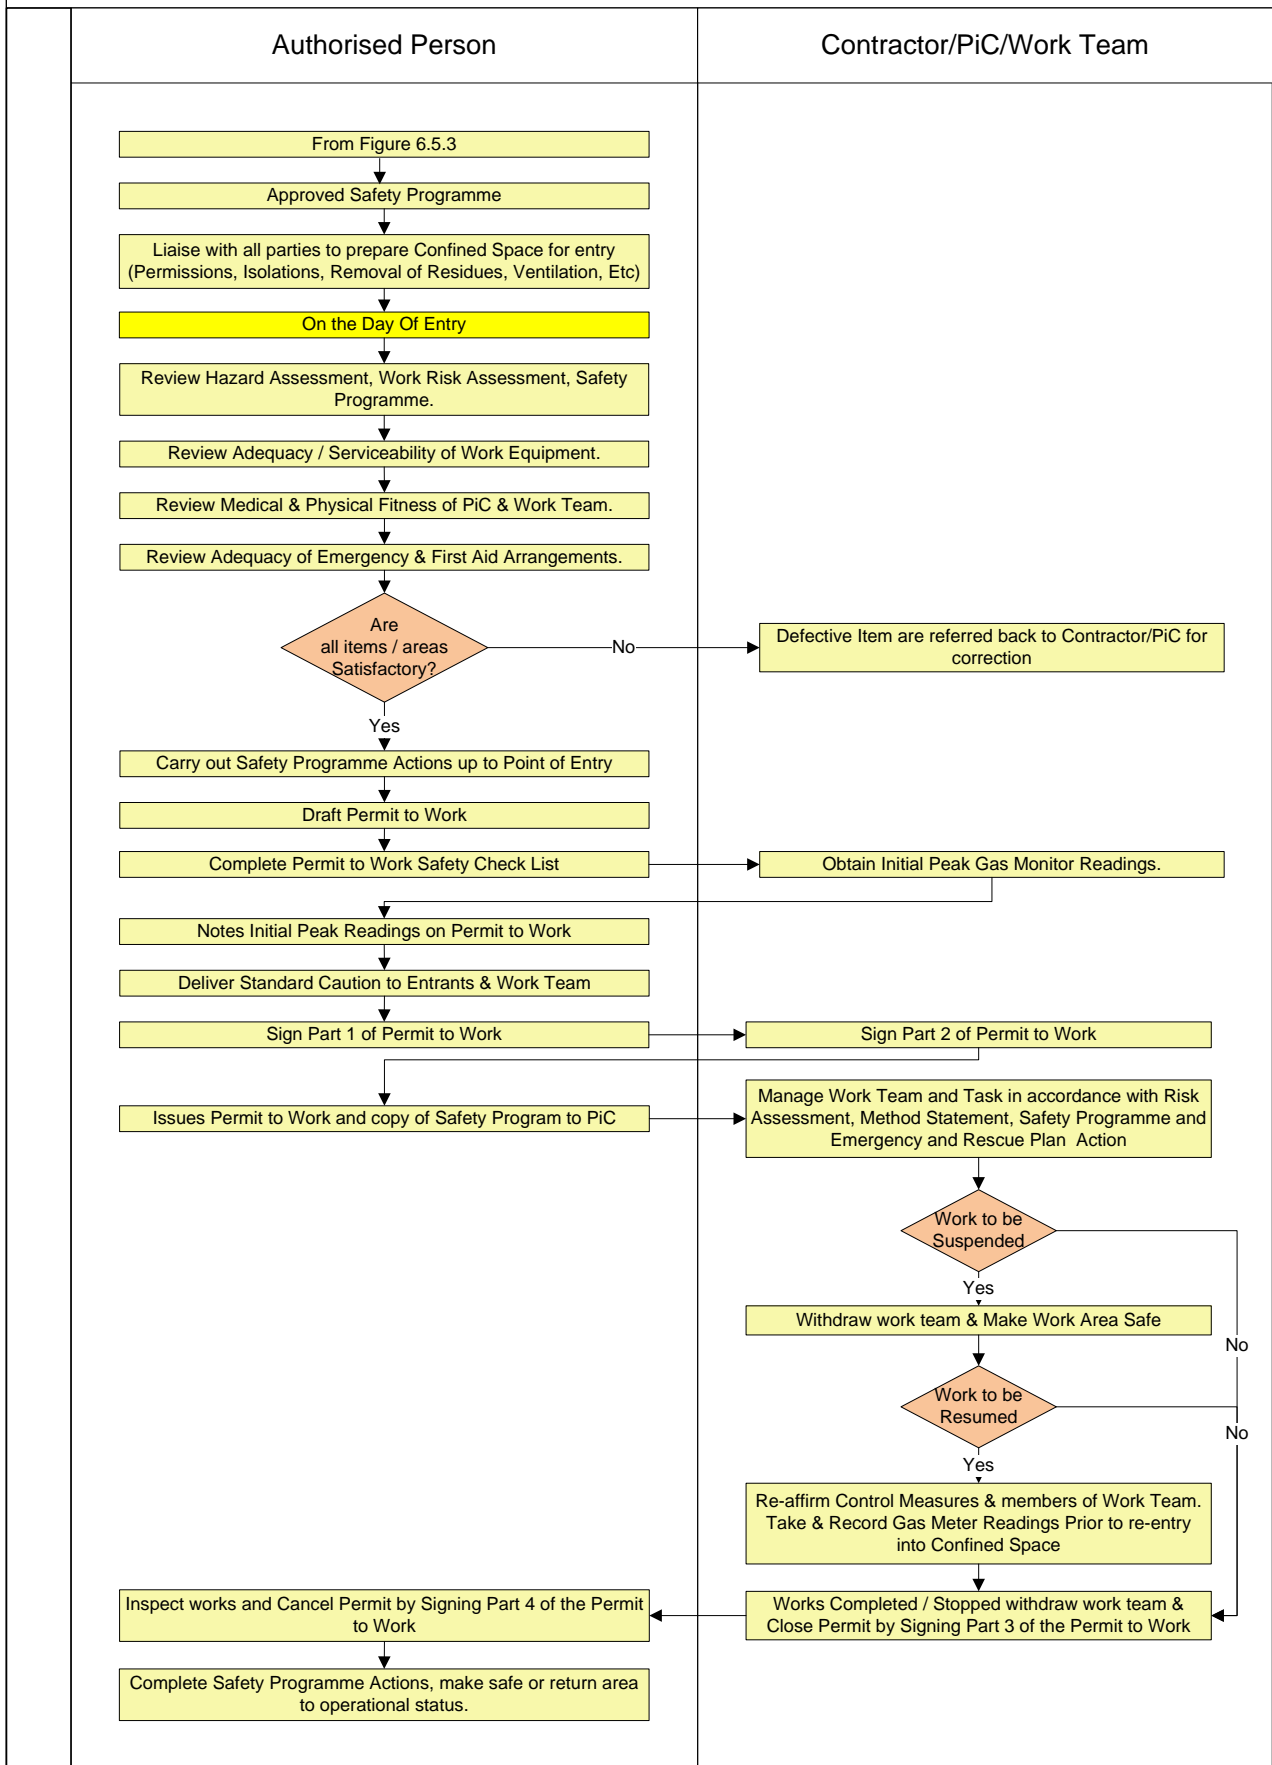 Authorised Person
Contractor/PiC/Work Team
From Figure 6.5.3
Approved Safety Programme
Liaise with all parties to prepare Confined Space for entry
(Permissions, Isolations, Removal of Residues, Ventilation, Etc)
On the Day Of Entry
Review Hazard Assessment, Work Risk Assessment, Safety
Programme.
Review Adequacy / Serviceability of Work Equipment.
Review Medical & Physical Fitness of PiC & Work Team.
Review Adequacy of Emergency & First Aid Arrangements.
Are
all items / areas
Satisfactory?
No
Defective Item are referred back to Contractor/PiC for
correction
Yes
Carry out Safety Programme Actions up to Point of Entry
Draft Permit to Work
Complete Permit to Work Safety Check List
Obtain Initial Peak Gas Monitor Readings.
Notes Initial Peak Readings on Permit to Work
Deliver Standard Caution to Entrants & Work Team
Sign Part 1 of Permit to Work
Sign Part 2 of Permit to Work
Issues Permit to Work and copy of Safety Program to PiC
Manage Work Team and Task in accordance with Risk
Assessment, Method Statement, Safety Programme and
Emergency and Rescue Plan Action
Work to be
Suspended
Yes
Withdraw work team & Make Work Area Safe
No
Work to be
Resumed
No
Yes
Re-affirm Control Measures & members of Work Team.
Take & Record Gas Meter Readings Prior to re-entry
into Confined Space
Inspect works and Cancel Permit by Signing Part 4 of the Permit
to Work
Works Completed / Stopped withdraw work team &
Close Permit by Signing Part 3 of the Permit to Work
Complete Safety Programme Actions, make safe or return area
to operational status.